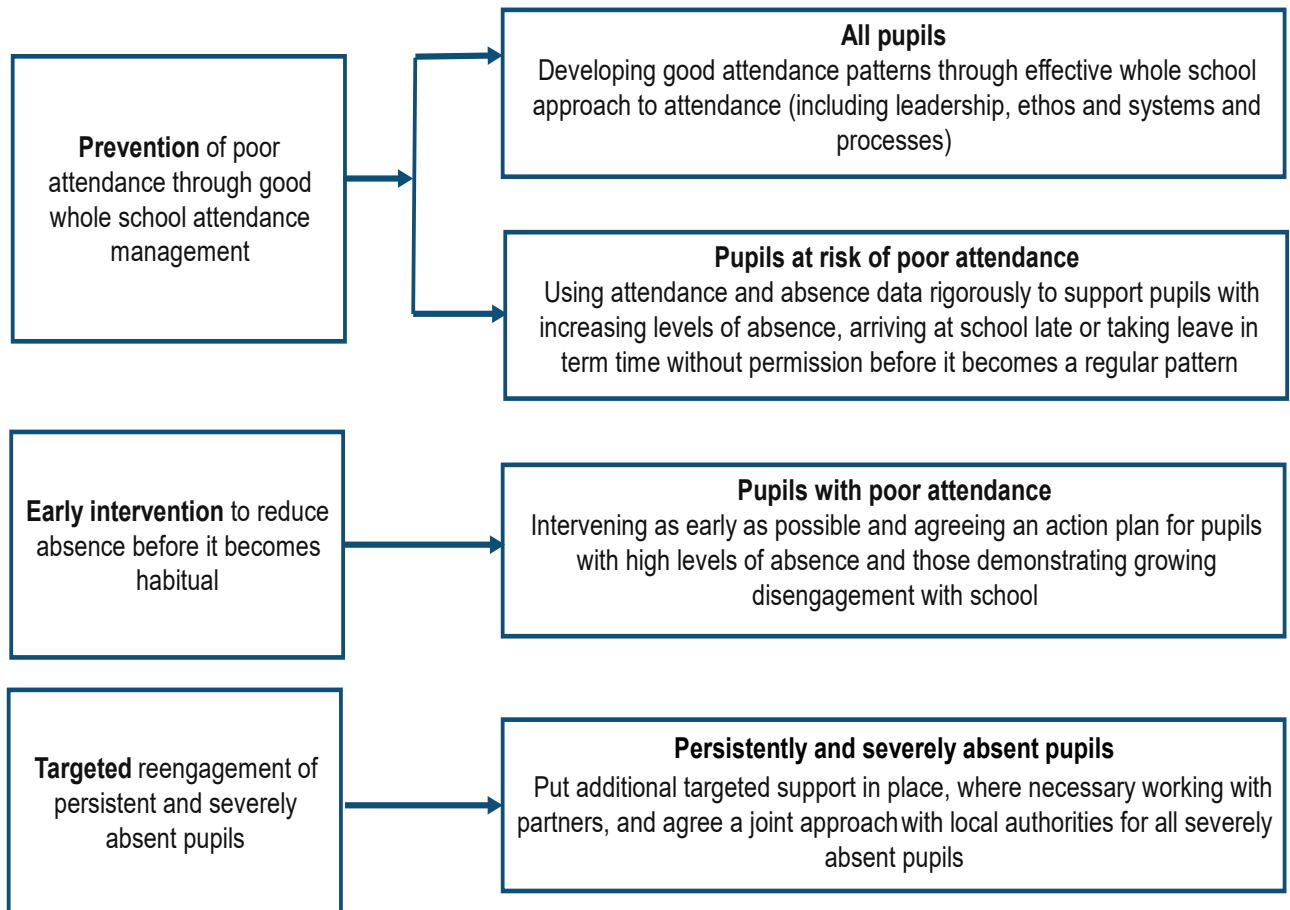 Prevention of poor
attendance through good
whole school attendance
management
All pupils
Developing good attendance patterns through effective whole school
approach to attendance (including leadership, ethos and systems and
processes)
Pupils at risk of poor attendance
Using attendance and absence data rigorously to support pupils with
increasing levels of absence, arriving at school late or taking leave in
term time without permission before it becomes a regular pattern
Early intervention to reduce
absence before it becomes
habitual
Pupils with poor attendance
Intervening as early as possible and agreeing an action plan for pupils
with high levels of absence and those demonstrating growing
disengagement with school
Targeted reengagement of
persistent and severely
absent pupils
Persistently and severely absent pupils
Put additional targeted support in place, where necessary working with
partners, and agree a joint approach with local authorities for all severely
absent pupils